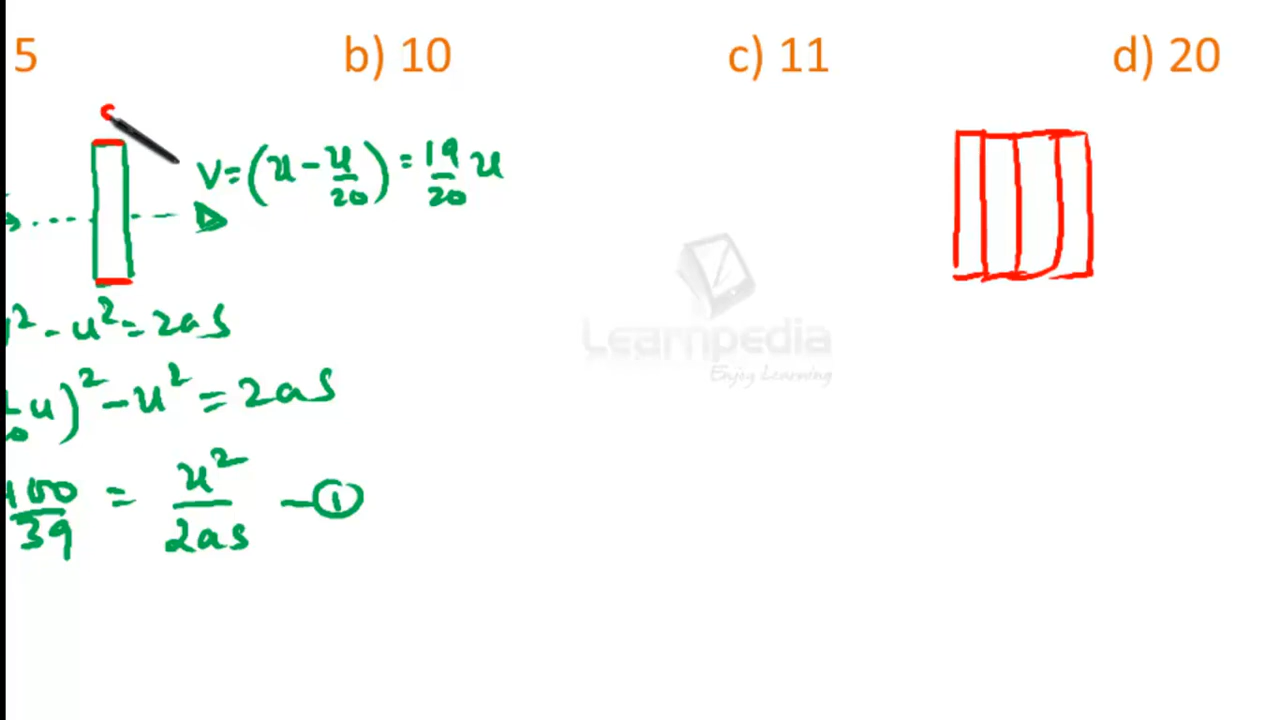 5 b) 10 c) 11 d) 20
S
V = (u - u/20) = 19/20 u
² - u² = 2as
u)² - u² = 2as
400/39 = u²/2as - ①
Learnpedia
Enjoy Learning